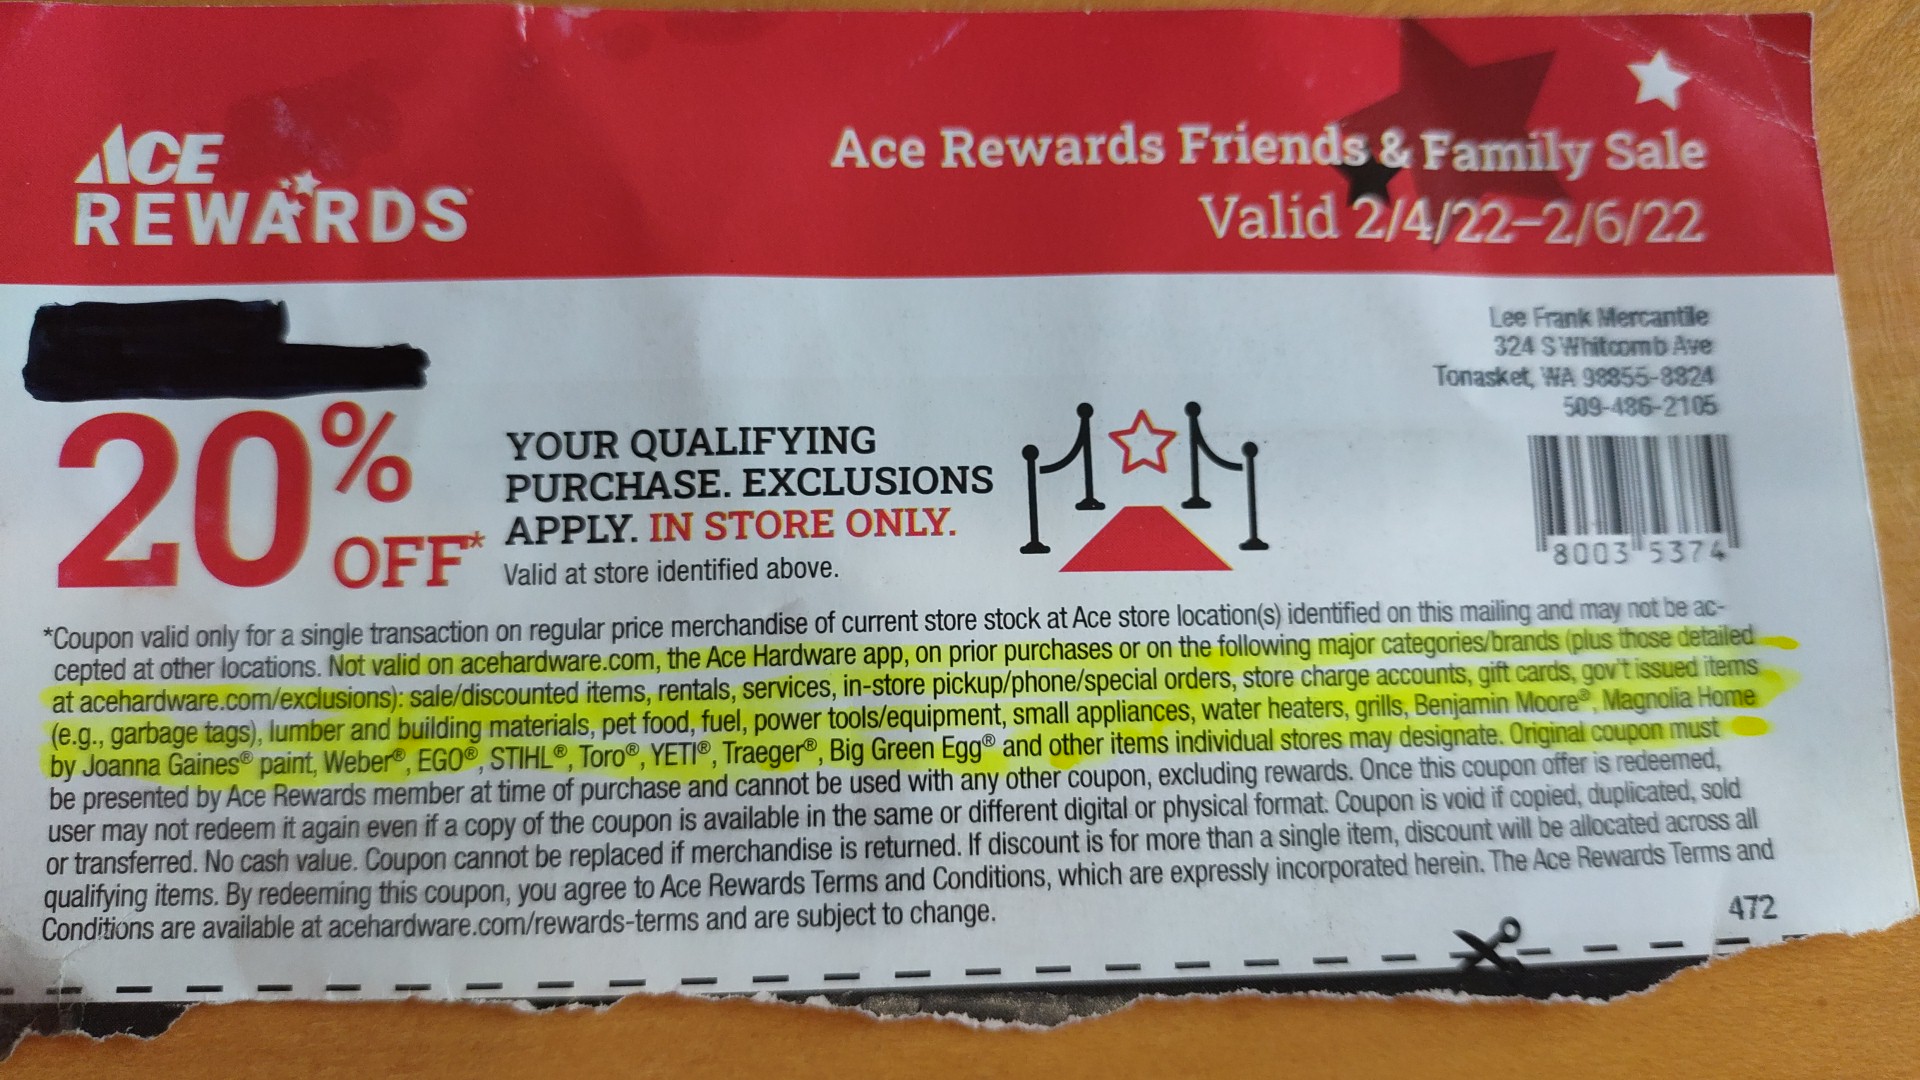 ACE
REWARDS
Ace Rewards Friends & Family Sale
Valid 2/4/22–2/6/22
Lee Frank Mercantile
324 S Whitcomb Ave
Tonasket, WA 98855-8824
509-486-2105
20% OFF*
YOUR QUALIFYING
PURCHASE. EXCLUSIONS
APPLY. IN STORE ONLY.
Valid at store identified above.
8003 5374
*Coupon valid only for a single transaction on regular price merchandise of current store stock at Ace store location(s) identified on this mailing and may not be ac-
cepted at other locations. Not valid on acehardware.com, the Ace Hardware app, on prior purchases or on the following major categories/brands (plus those detailed
at acehardware.com/exclusions): sale/discounted items, rentals, services, in-store pickup/phone/special orders, store charge accounts, gift cards, gov't issued items
(e.g., garbage tags), lumber and building materials, pet food, fuel, power tools/equipment, small appliances, water heaters, grills, Benjamin Moore®, Magnolia Home
by Joanna Gaines® paint, Weber®, EGO®, STIHL®, Toro®, YETI®, Traeger®, Big Green Egg® and other items individual stores may designate. Original coupon must
be presented by Ace Rewards member at time of purchase and cannot be used with any other coupon, excluding rewards. Once this coupon offer is redeemed,
user may not redeem it again even if a copy of the coupon is available in the same or different digital or physical format. Coupon is void if copied, duplicated, sold
or transferred. No cash value. Coupon cannot be replaced if merchandise is returned. If discount is for more than a single item, discount will be allocated across all
qualifying items. By redeeming this coupon, you agree to Ace Rewards Terms and Conditions, which are expressly incorporated herein. The Ace Rewards Terms and
Conditions are available at acehardware.com/rewards-terms and are subject to change.
472